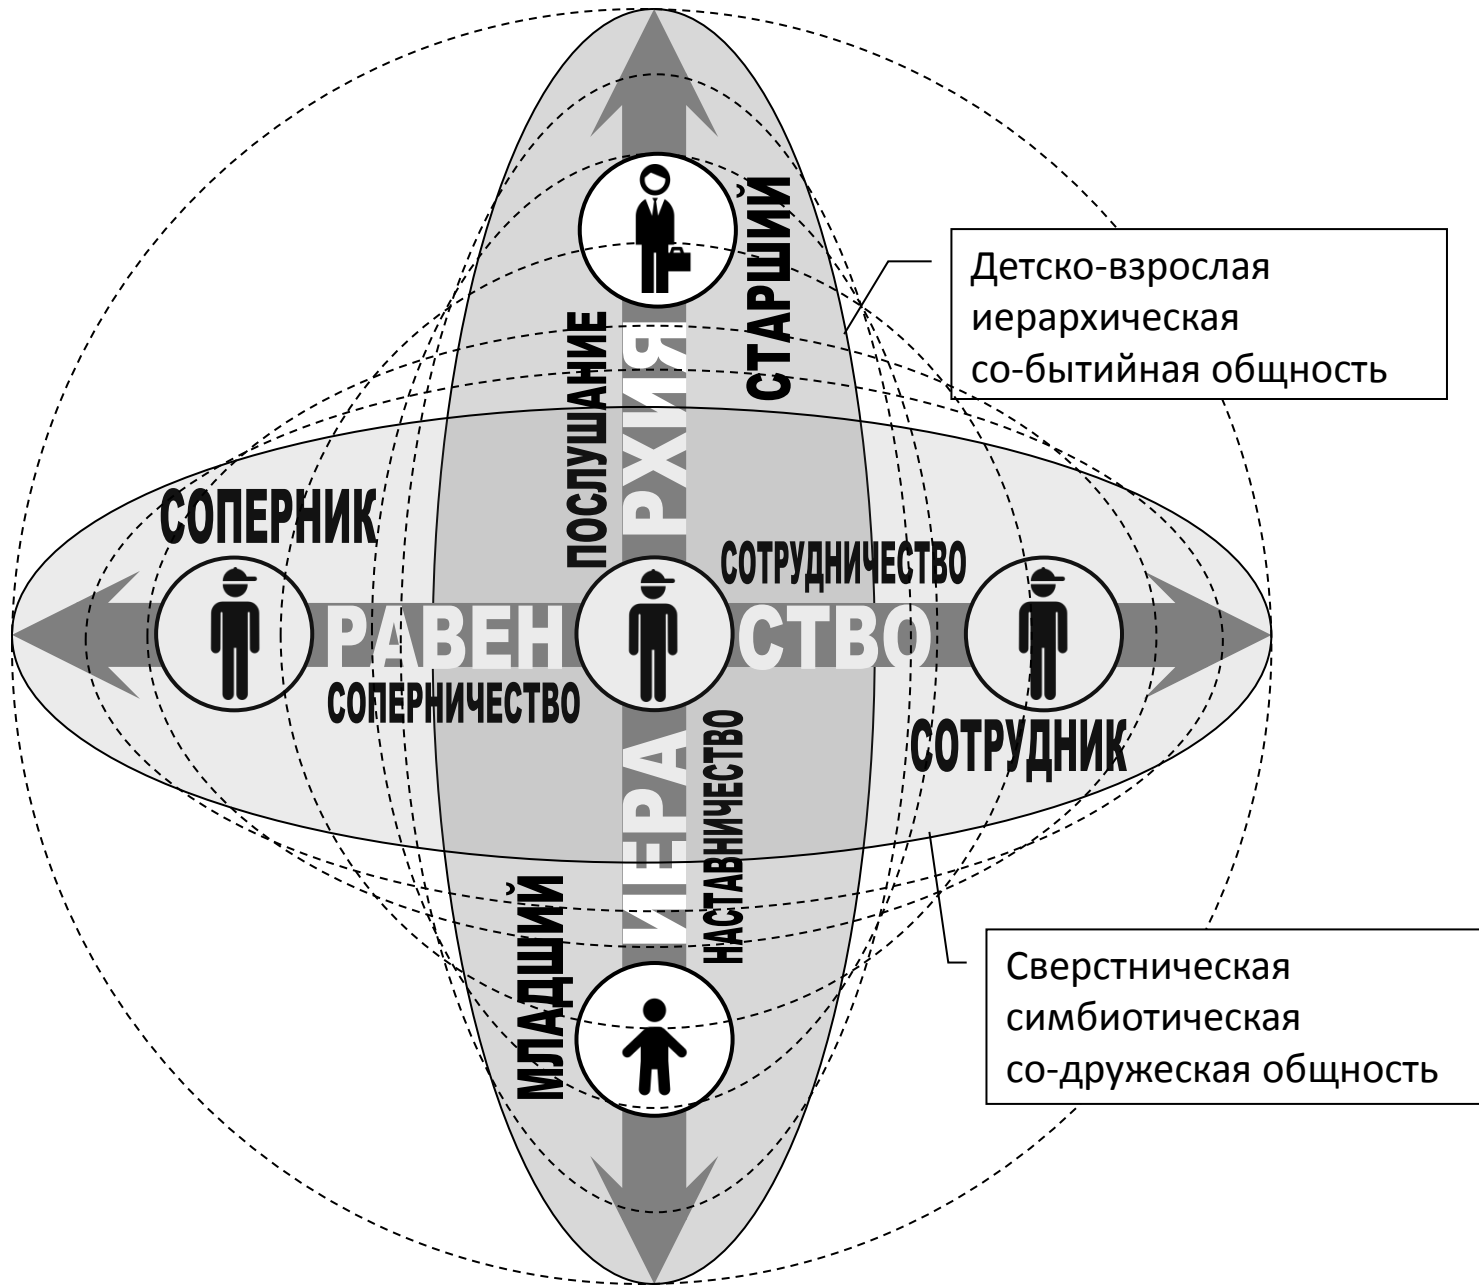 СТАРШИЙ
Детско-взрослая
иерархическая
со-бытийная общность
ПОСЛУШАНИЕ
ИЕРАРХИЯ
СОПЕРНИК
СОТРУДНИЧЕСТВО
РАВЕНСТВО
СОПЕРНИЧЕСТВО
СОТРУДНИК
НАСТАВНИЧЕСТВО
МЛАДШИЙ
Сверстническая
симбиотическая
со-дружеская общность